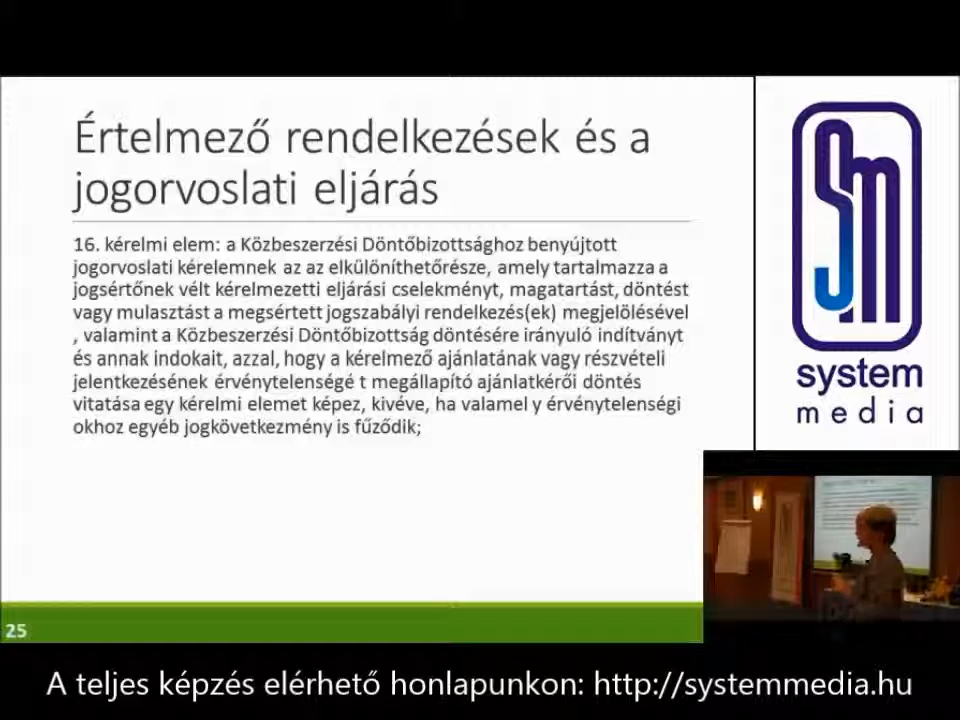 Értelmező rendelkezések és a
jogorvoslati eljárás
16. kérelmi elem: a Közbeszerzési Döntőbizottsághoz benyújtott
jogorvoslati kérelemnek az az elkülöníthetőrésze, amely tartalmazza a
jogsértőnek vélt kérelmezetti eljárási cselekményt, magatartást, döntést
vagy mulasztást a megsértett jogszabályi rendelkezés(ek) megjelölésével
, valamint a Közbeszerzési Döntőbizottság döntésére irányuló indítványt
és annak indokait, azzal, hogy a kérelmező ajánlatának vagy részvételi
jelentkezésének érvénytelenségé t megállapító ajánlatkérői döntés
vitatása egy kérelmi elemet képez, kivéve, ha valamel y érvénytelenségi
okhoz egyéb jogkövetkezmény is fűződik;
25
Sm
system
media
A teljes képzés elérhető honlapunkon: http://systemmedia.hu